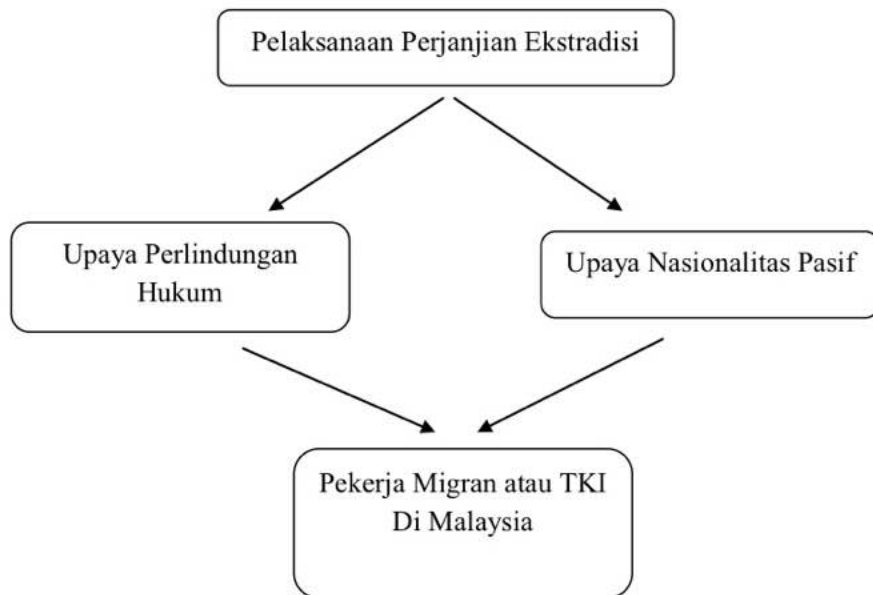 Pelaksanaan Perjanjian Ekstradisi
Upaya Perlindungan
Hukum
Upaya Nasionalitas Pasif
Pekerja Migran atau TKI
Di Malaysia